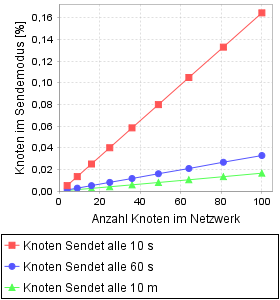 Knoten im Sendemodus [%]
0,16
0,14
0,12
0,10
0,08
0,06
0,04
0,02
0,00
0 20 40 60 80 100
Anzahl Knoten im Netzwerk
Knoten Sendet alle 10 s
Knoten Sendet alle 60 s
Knoten Sendet alle 10 m